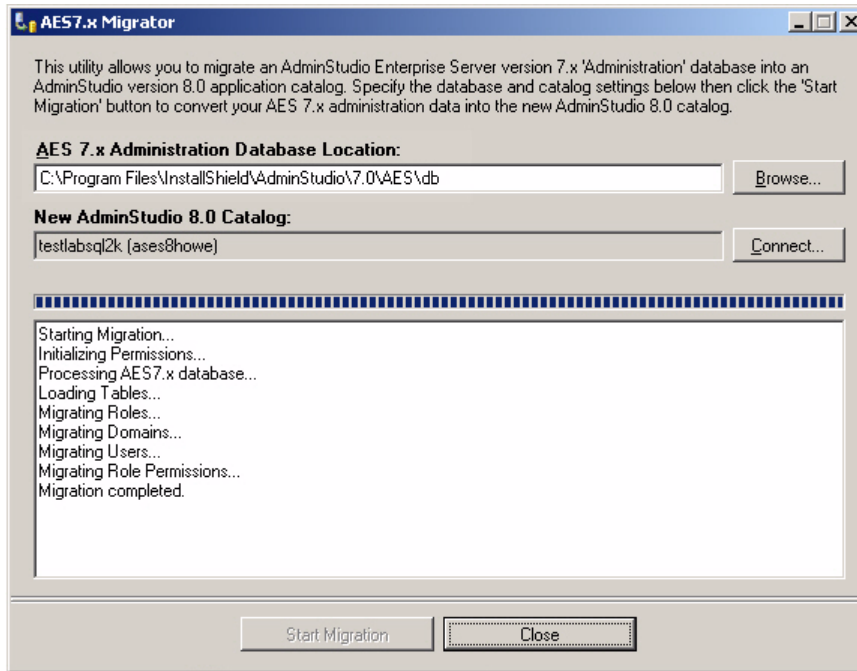 AES7.x Migrator
This utility allows you to migrate an AdminStudio Enterprise Server version 7.x 'Administration' database into an
AdminStudio version 8.0 application catalog. Specify the database and catalog settings below then click the 'Start
Migration' button to convert your AES 7.x administration data into the new AdminStudio 8.0 catalog.
AES 7.x Administration Database Location:
C:\Program Files\InstallShield\AdminStudio\7.0\AES\db
Browse...
New AdminStudio 8.0 Catalog:
testlabsql2k (ases8howe)
Connect...
Starting Migration...
Initializing Permissions...
Processing AES7.x database...
Loading Tables...
Migrating Roles...
Migrating Domains...
Migrating Users...
Migrating Role Permissions...
Migration completed.
Start Migration
Close